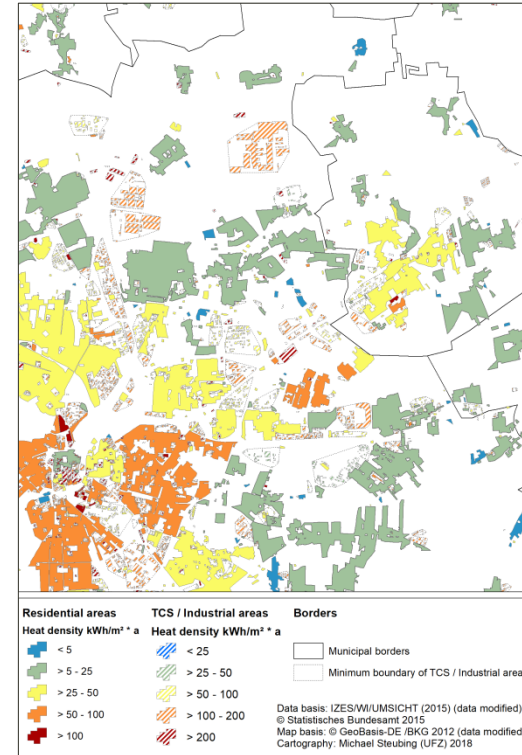 Residential areas
Heat density kWh/m² * a
< 5
> 5 - 25
> 25 - 50
> 50 - 100
> 100
TCS / Industrial areas
Heat density kWh/m² * a
< 25
> 25 - 50
> 50 - 100
> 100 - 200
> 200
Borders
Municipal borders
Minimum boundary of TCS / Industrial area
Data basis: IZES/WI/UMSICHT (2015) (data modified)
© Statistisches Bundesamt 2015
Map basis: © GeoBasis-DE /BKG 2012 (data modified
Cartography: Michael Steubing (UFZ) 2018